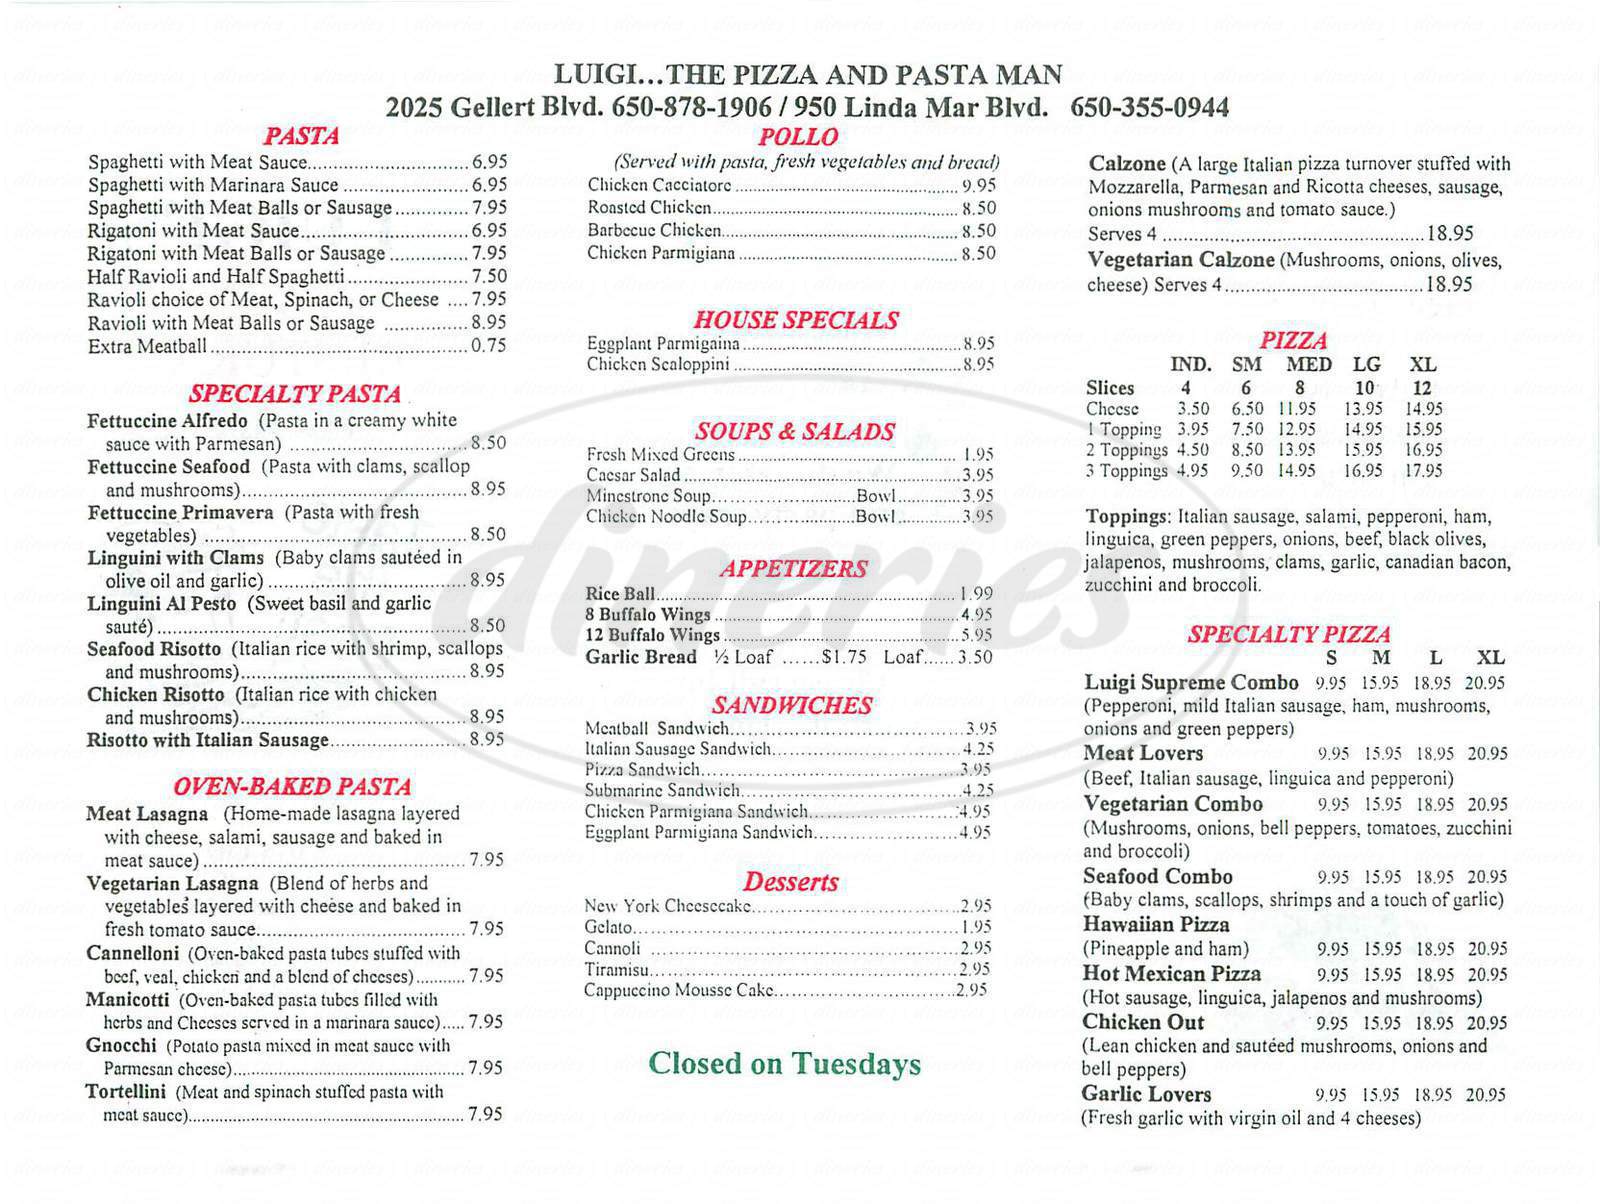 LUIGI...THE PIZZA AND PASTA MAN
2025 Gellert Blvd. 650-878-1906 / 950 Linda Mar Blvd. 650-355-0944
PASTA
Spaghetti with Meat Sauce 6.95
Spaghetti with Marinara Sauce 6.95
Spaghetti with Meat Balls or Sausage 7.95
Rigatoni with Meat Sauce 6.95
Rigatoni with Meat Balls or Sausage 7.95
Half Ravioli and Half Spaghetti 7.50
Ravioli choice of Meat, Spinach, or Cheese 7.95
Ravioli with Meat Balls or Sausage 8.95
Extra Meatball 0.75
SPECIALTY PASTA
Fettuccine Alfredo (Pasta in a creamy white
sauce with Parmesan) 8.50
Fettuccine Seafood (Pasta with clams, scallop
and mushrooms) 8.95
Fettuccine Primavera (Pasta with fresh
vegetables) 8.50
Linguini with Clams (Baby clams sautéed in
olive oil and garlic) 8.95
Linguini Al Pesto (Sweet basil and garlic
sauté) 8.50
Seafood Risotto (Italian rice with shrimp, scallops
and mushrooms) 8.95
Chicken Risotto (Italian rice with chicken
and mushrooms) 8.95
Risotto with Italian Sausage 8.95
OVEN-BAKED PASTA
Meat Lasagna (Home-made lasagna layered
with cheese, salami, sausage and baked in
meat sauce) 7.95
Vegetarian Lasagna (Blend of herbs and
vegetables layered with cheese and baked in
fresh tomato sauce 7.95
Cannelloni (Oven-baked pasta tubes stuffed with
beef, veal, chicken and a blend of cheeses) 7.95
Manicotti (Oven-baked pasta tubes filled with
herbs and Cheeses served in a marinara sauce) 7.95
Gnocchi (Potato pasta mixed in meat sauce with
Parmesan cheese) 7.95
Tortellini (Meat and spinach stuffed pasta with
meat sauce) 7.95
POLLO
(Served with pasta, fresh vegetables and bread)
Chicken Cacciatore 9.95
Roasted Chicken 8.50
Barbecue Chicken 8.50
Chicken Parmigiana 8.50
HOUSE SPECIALS
Eggplant Parmigaina 8.95
Chicken Scaloppini 8.95
SOUPS & SALADS
Fresh Mixed Greens 1.95
Caesar Salad 3.95
Minestrone Soup Bowl 3.95
Chicken Noodle Soup Bowl 3.95
APPETIZERS
Rice Ball 1.99
8 Buffalo Wings 4.95
12 Buffalo Wings 5.95
Garlic Bread ½ Loaf $1.75 Loaf 3.50
SANDWICHES
Meatball Sandwich 3.95
Italian Sausage Sandwich 4.25
Pizza Sandwich 3.95
Submarine Sandwich 4.25
Chicken Parmigiana Sandwich 4.95
Eggplant Parmigiana Sandwich 4.95
Desserts
New York Cheesecake 2.95
Gelato 1.95
Cannoli 2.95
Tiramisu 2.95
Cappuccino Mousse Cake 2.95
Closed on Tuesdays
Calzone (A large Italian pizza turnover stuffed with
Mozzarella, Parmesan and Ricotta cheeses, sausage,
onions mushrooms and tomato sauce.)
Serves 4 18.95
Vegetarian Calzone (Mushrooms, onions, olives,
cheese) Serves 4 18.95
PIZZA
IND. SM MED LG XL
Slices 4 6 8 10 12
Cheese 3.50 6.50 11.95 13.95 14.95
1 Topping 3.95 7.50 12.95 14.95 15.95
2 Toppings 4.50 8.50 13.95 15.95 16.95
3 Toppings 4.95 9.50 14.95 16.95 17.95
Toppings: Italian sausage, salami, pepperoni, ham,
linguica, green peppers, onions, beef, black olives,
jalapenos, mushrooms, clams, garlic, canadian bacon,
zucchini and broccoli.
SPECIALTY PIZZA
S M L XL
Luigi Supreme Combo 9.95 15.95 18.95 20.95
(Pepperoni, mild Italian sausage, ham, mushrooms,
onions and green peppers)
Meat Lovers 9.95 15.95 18.95 20.95
(Beef, Italian sausage, linguica and pepperoni)
Vegetarian Combo 9.95 15.95 18.95 20.95
(Mushrooms, onions, bell peppers, tomatoes, zucchini
and broccoli)
Seafood Combo 9.95 15.95 18.95 20.95
(Baby clams, scallops, shrimps and a touch of garlic)
Hawaiian Pizza
(Pineapple and ham) 9.95 15.95 18.95 20.95
Hot Mexican Pizza 9.95 15.95 18.95 20.95
(Hot sausage, linguica, jalapenos and mushrooms)
Chicken Out 9.95 15.95 18.95 20.95
(Lean chicken and sautéed mushrooms, onions and
bell peppers)
Garlic Lovers 9.95 15.95 18.95 20.95
(Fresh garlic with virgin oil and 4 cheeses)
dineries